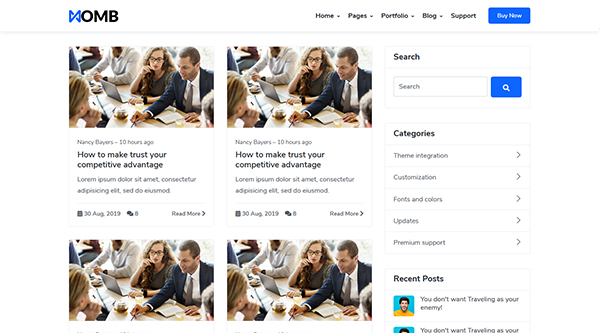 XOMB
Home Pages Portfolio Blog Support Buy Now
Nancy Bayers – 10 hours ago
How to make trust your
competitive advantage
Lorem ipsum dolor sit amet, consectetur
adipisicing elit, sed do eiusmod.
30 Aug, 2019 8 Read More
Nancy Bayers – 10 hours ago
How to make trust your
competitive advantage
Lorem ipsum dolor sit amet, consectetur
adipisicing elit, sed do eiusmod.
30 Aug, 2019 8 Read More
Search
Search
Categories
Theme integration
Customization
Fonts and colors
Updates
Premium support
Recent Posts
You don't want Traveling as your
enemy!
You don't want Traveling as your